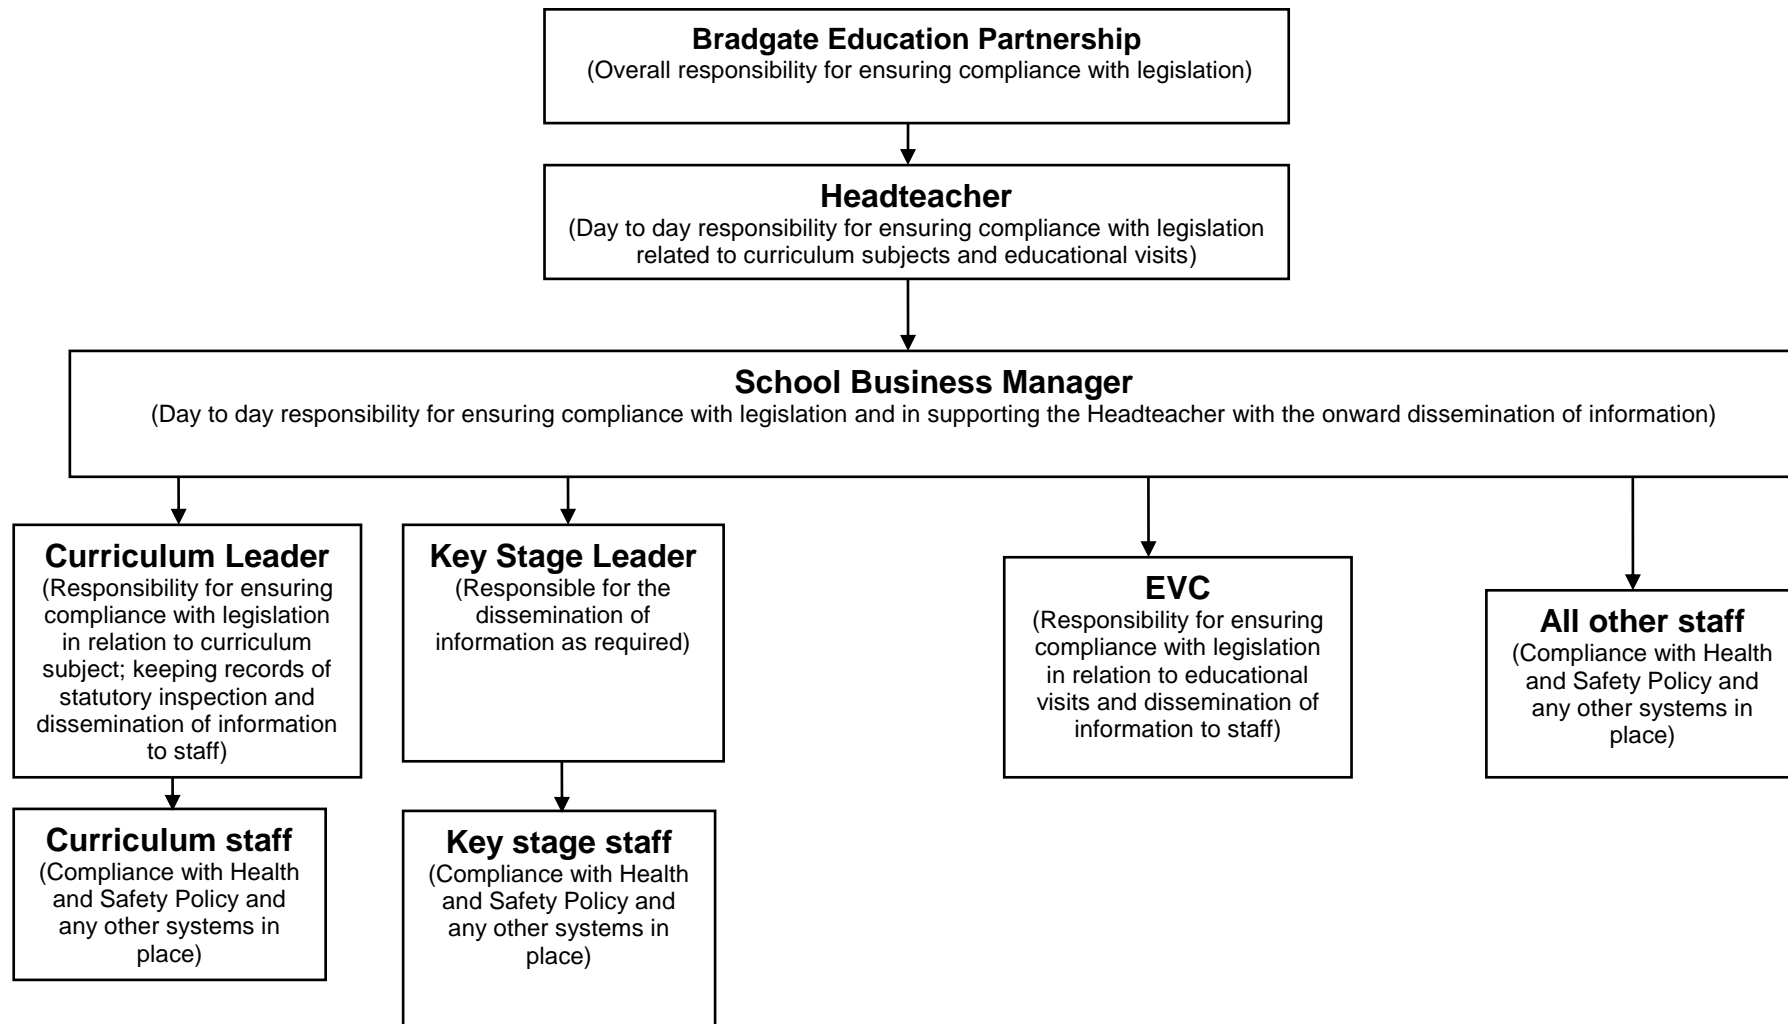 Bradgate Education Partnership
(Overall responsibility for ensuring compliance with legislation)
Headteacher
(Day to day responsibility for ensuring compliance with legislation
related to curriculum subjects and educational visits)
School Business Manager
(Day to day responsibility for ensuring compliance with legislation and in supporting the Headteacher with the onward dissemination of information)
Curriculum Leader
(Responsibility for ensuring
compliance with legislation
in relation to curriculum
subject; keeping records of
statutory inspection and
dissemination of information
to staff)
Key Stage Leader
(Responsible for the
dissemination of
information as required)
EVC
(Responsibility for ensuring
compliance with legislation
in relation to educational
visits and dissemination of
information to staff)
All other staff
(Compliance with Health
and Safety Policy and
any other systems in
place)
Curriculum staff
(Compliance with Health
and Safety Policy and
any other systems in
place)
Key stage staff
(Compliance with Health
and Safety Policy and
any other systems in
place)